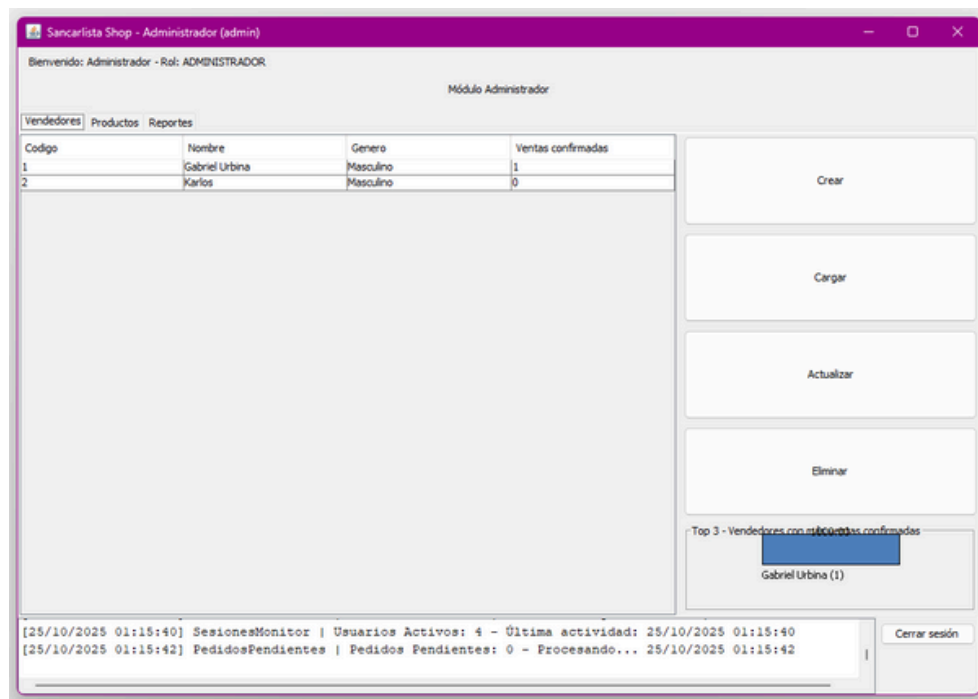 Sancarlista Shop - Administrador (admin)
Bienvenido: Administrador - Rol: ADMINISTRADOR
Módulo Administrador
Vendedores Productos Reportes
Codigo Nombre Genero Ventas confirmadas
1 Gabriel Urbina Masculino 1
2 Karlos Masculino 0
Crear
Cargar
Actualizar
Eliminar
Top 3 - Vendedores con ventas confirmadas
Gabriel Urbina (1)
[25/10/2025 01:15:40] SesionesMonitor | Usuarios Activos: 4 - Última actividad: 25/10/2025 01:15:40
[25/10/2025 01:15:42] PedidosPendientes | Pedidos Pendientes: 0 - Procesando... 25/10/2025 01:15:42
Cerrar sesión